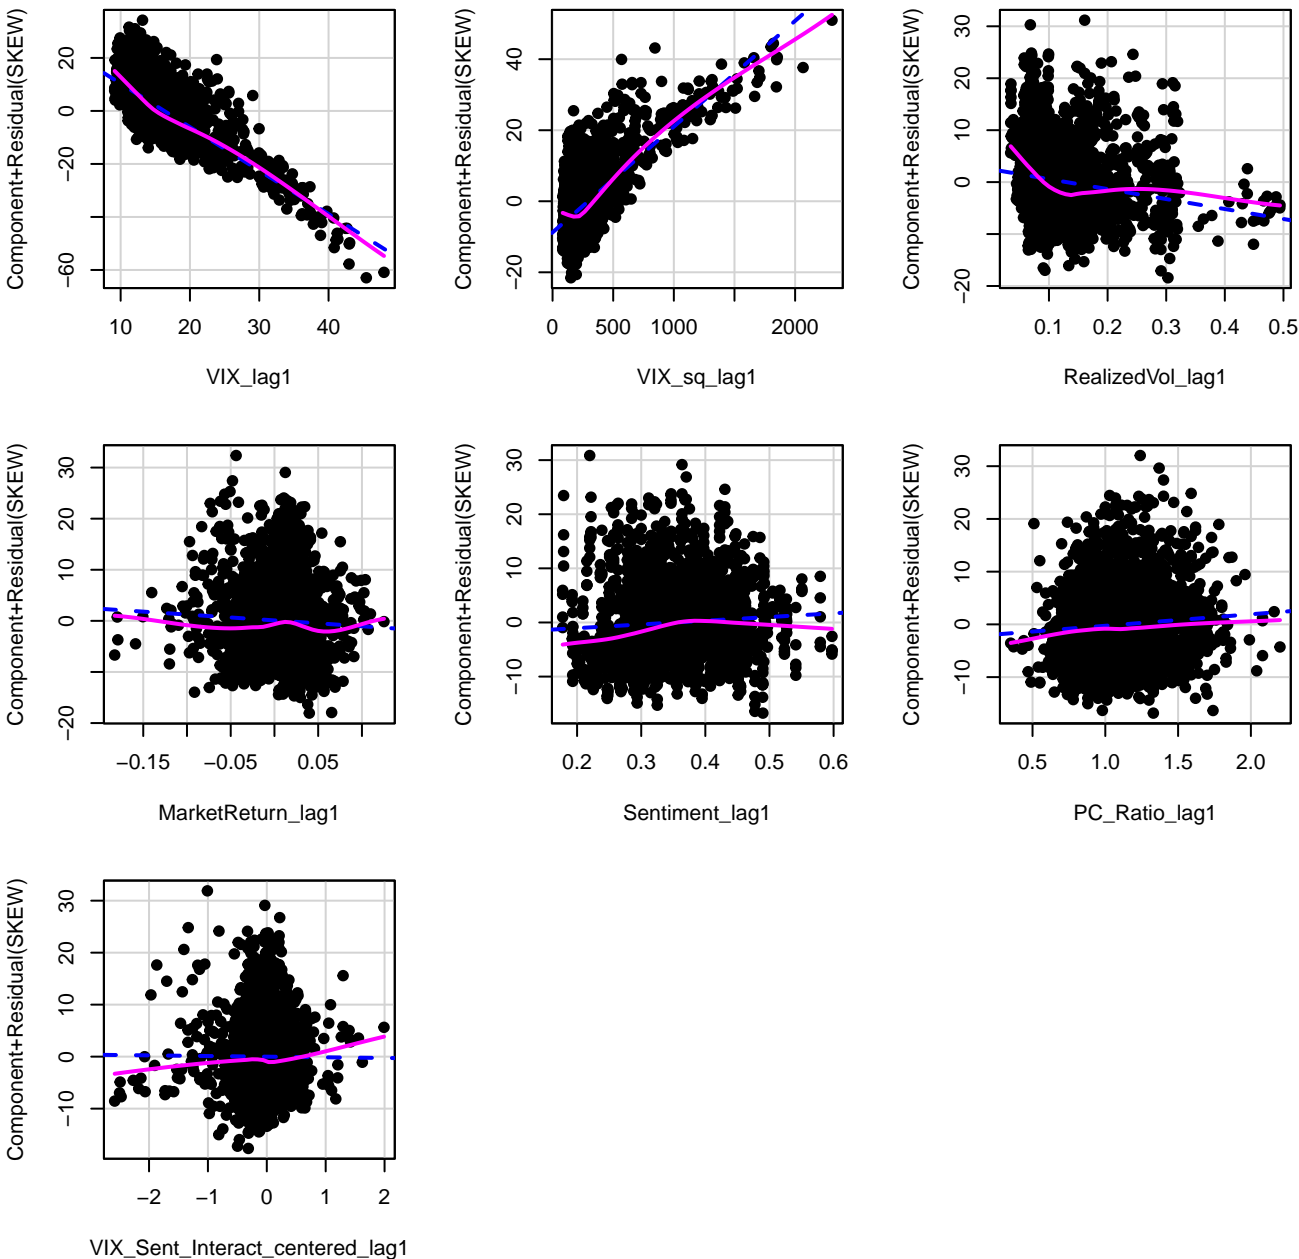 Component+Residual(SKEW)
20
0
−20
−60
10 20 30 40
VIX_lag1
Component+Residual(SKEW)
40
20
0
−20
0 500 1000 2000
VIX_sq_lag1
Component+Residual(SKEW)
30
20
10
0
−20
0.1 0.2 0.3 0.4 0.5
RealizedVol_lag1
Component+Residual(SKEW)
30
20
10
0
−20
−0.15 −0.05 0.05
MarketReturn_lag1
Component+Residual(SKEW)
30
20
10
0
−10
0.2 0.3 0.4 0.5 0.6
Sentiment_lag1
Component+Residual(SKEW)
30
20
10
0
−10
0.5 1.0 1.5 2.0
PC_Ratio_lag1
Component+Residual(SKEW)
30
20
10
0
−10
−2 −1 0 1 2
VIX_Sent_Interact_centered_lag1